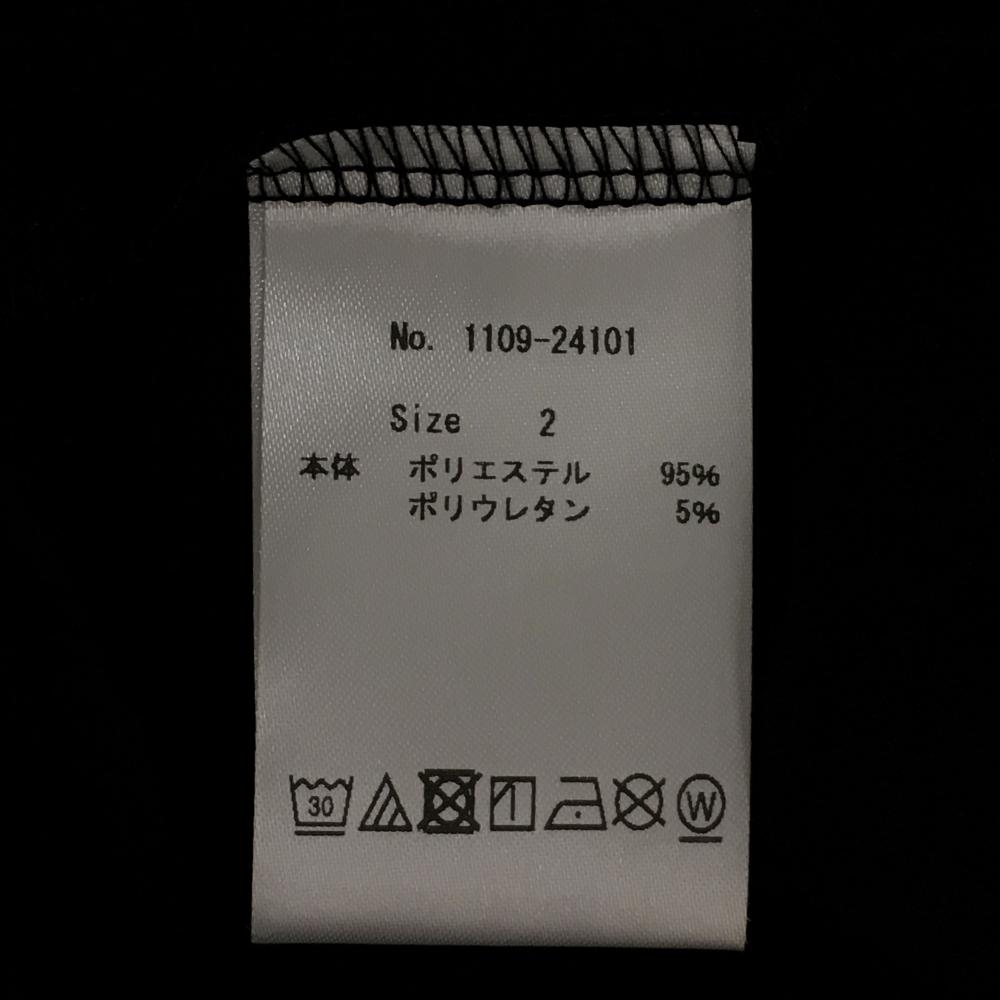 No. 1109-24101
Size 2
本体 ポリエステル 95%
ポリウレタン 5%
30 W